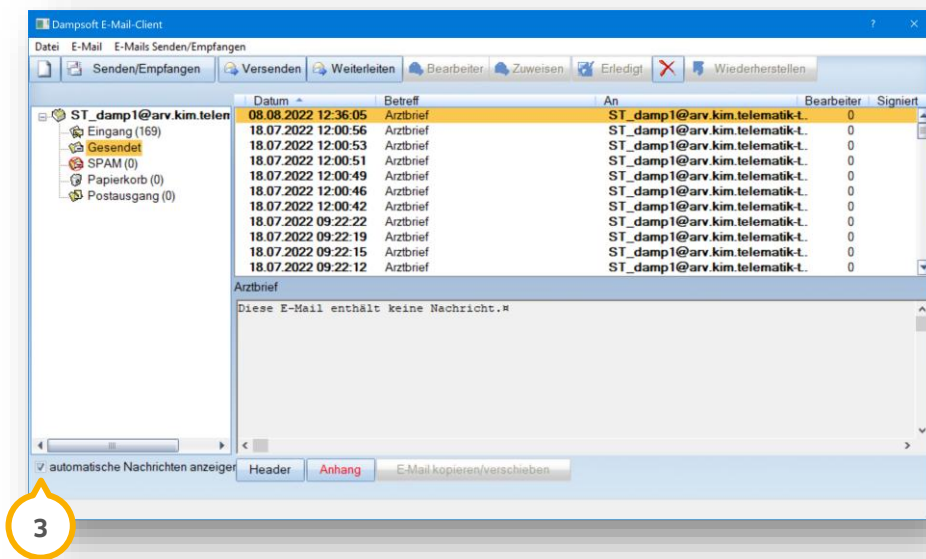 Dampsoft E-Mail-Client ? ×
Datei E-Mail E-Mails Senden/Empfangen
Senden/Empfangen Versenden Weiterleiten Bearbeiter Zuweisen Erledigt Wiederherstellen
Datum Betreff An Bearbeiter Signiert
ST_damp1@arv.kim.telem
Eingang (169)
Gesendet
SPAM (0)
Papierkorb (0)
Postausgang (0)
08.08.2022 12:36:05 Arztbrief ST_damp1@arv.kim.telematik-t.. 0
18.07.2022 12:00:56 Arztbrief ST_damp1@arv.kim.telematik-t.. 0
18.07.2022 12:00:53 Arztbrief ST_damp1@arv.kim.telematik-t.. 0
18.07.2022 12:00:51 Arztbrief ST_damp1@arv.kim.telematik-t.. 0
18.07.2022 12:00:49 Arztbrief ST_damp1@arv.kim.telematik-t.. 0
18.07.2022 12:00:46 Arztbrief ST_damp1@arv.kim.telematik-t.. 0
18.07.2022 12:00:42 Arztbrief ST_damp1@arv.kim.telematik-t.. 0
18.07.2022 09:22:22 Arztbrief ST_damp1@arv.kim.telematik-t.. 0
18.07.2022 09:22:19 Arztbrief ST_damp1@arv.kim.telematik-t.. 0
18.07.2022 09:22:15 Arztbrief ST_damp1@arv.kim.telematik-t.. 0
18.07.2022 09:22:12 Arztbrief ST_damp1@arv.kim.telematik-t.. 0
Arztbrief
Diese E-Mail enthält keine Nachricht.¤
automatische Nachrichten anzeiger Header Anhang E-Mail kopieren/verschieben
3